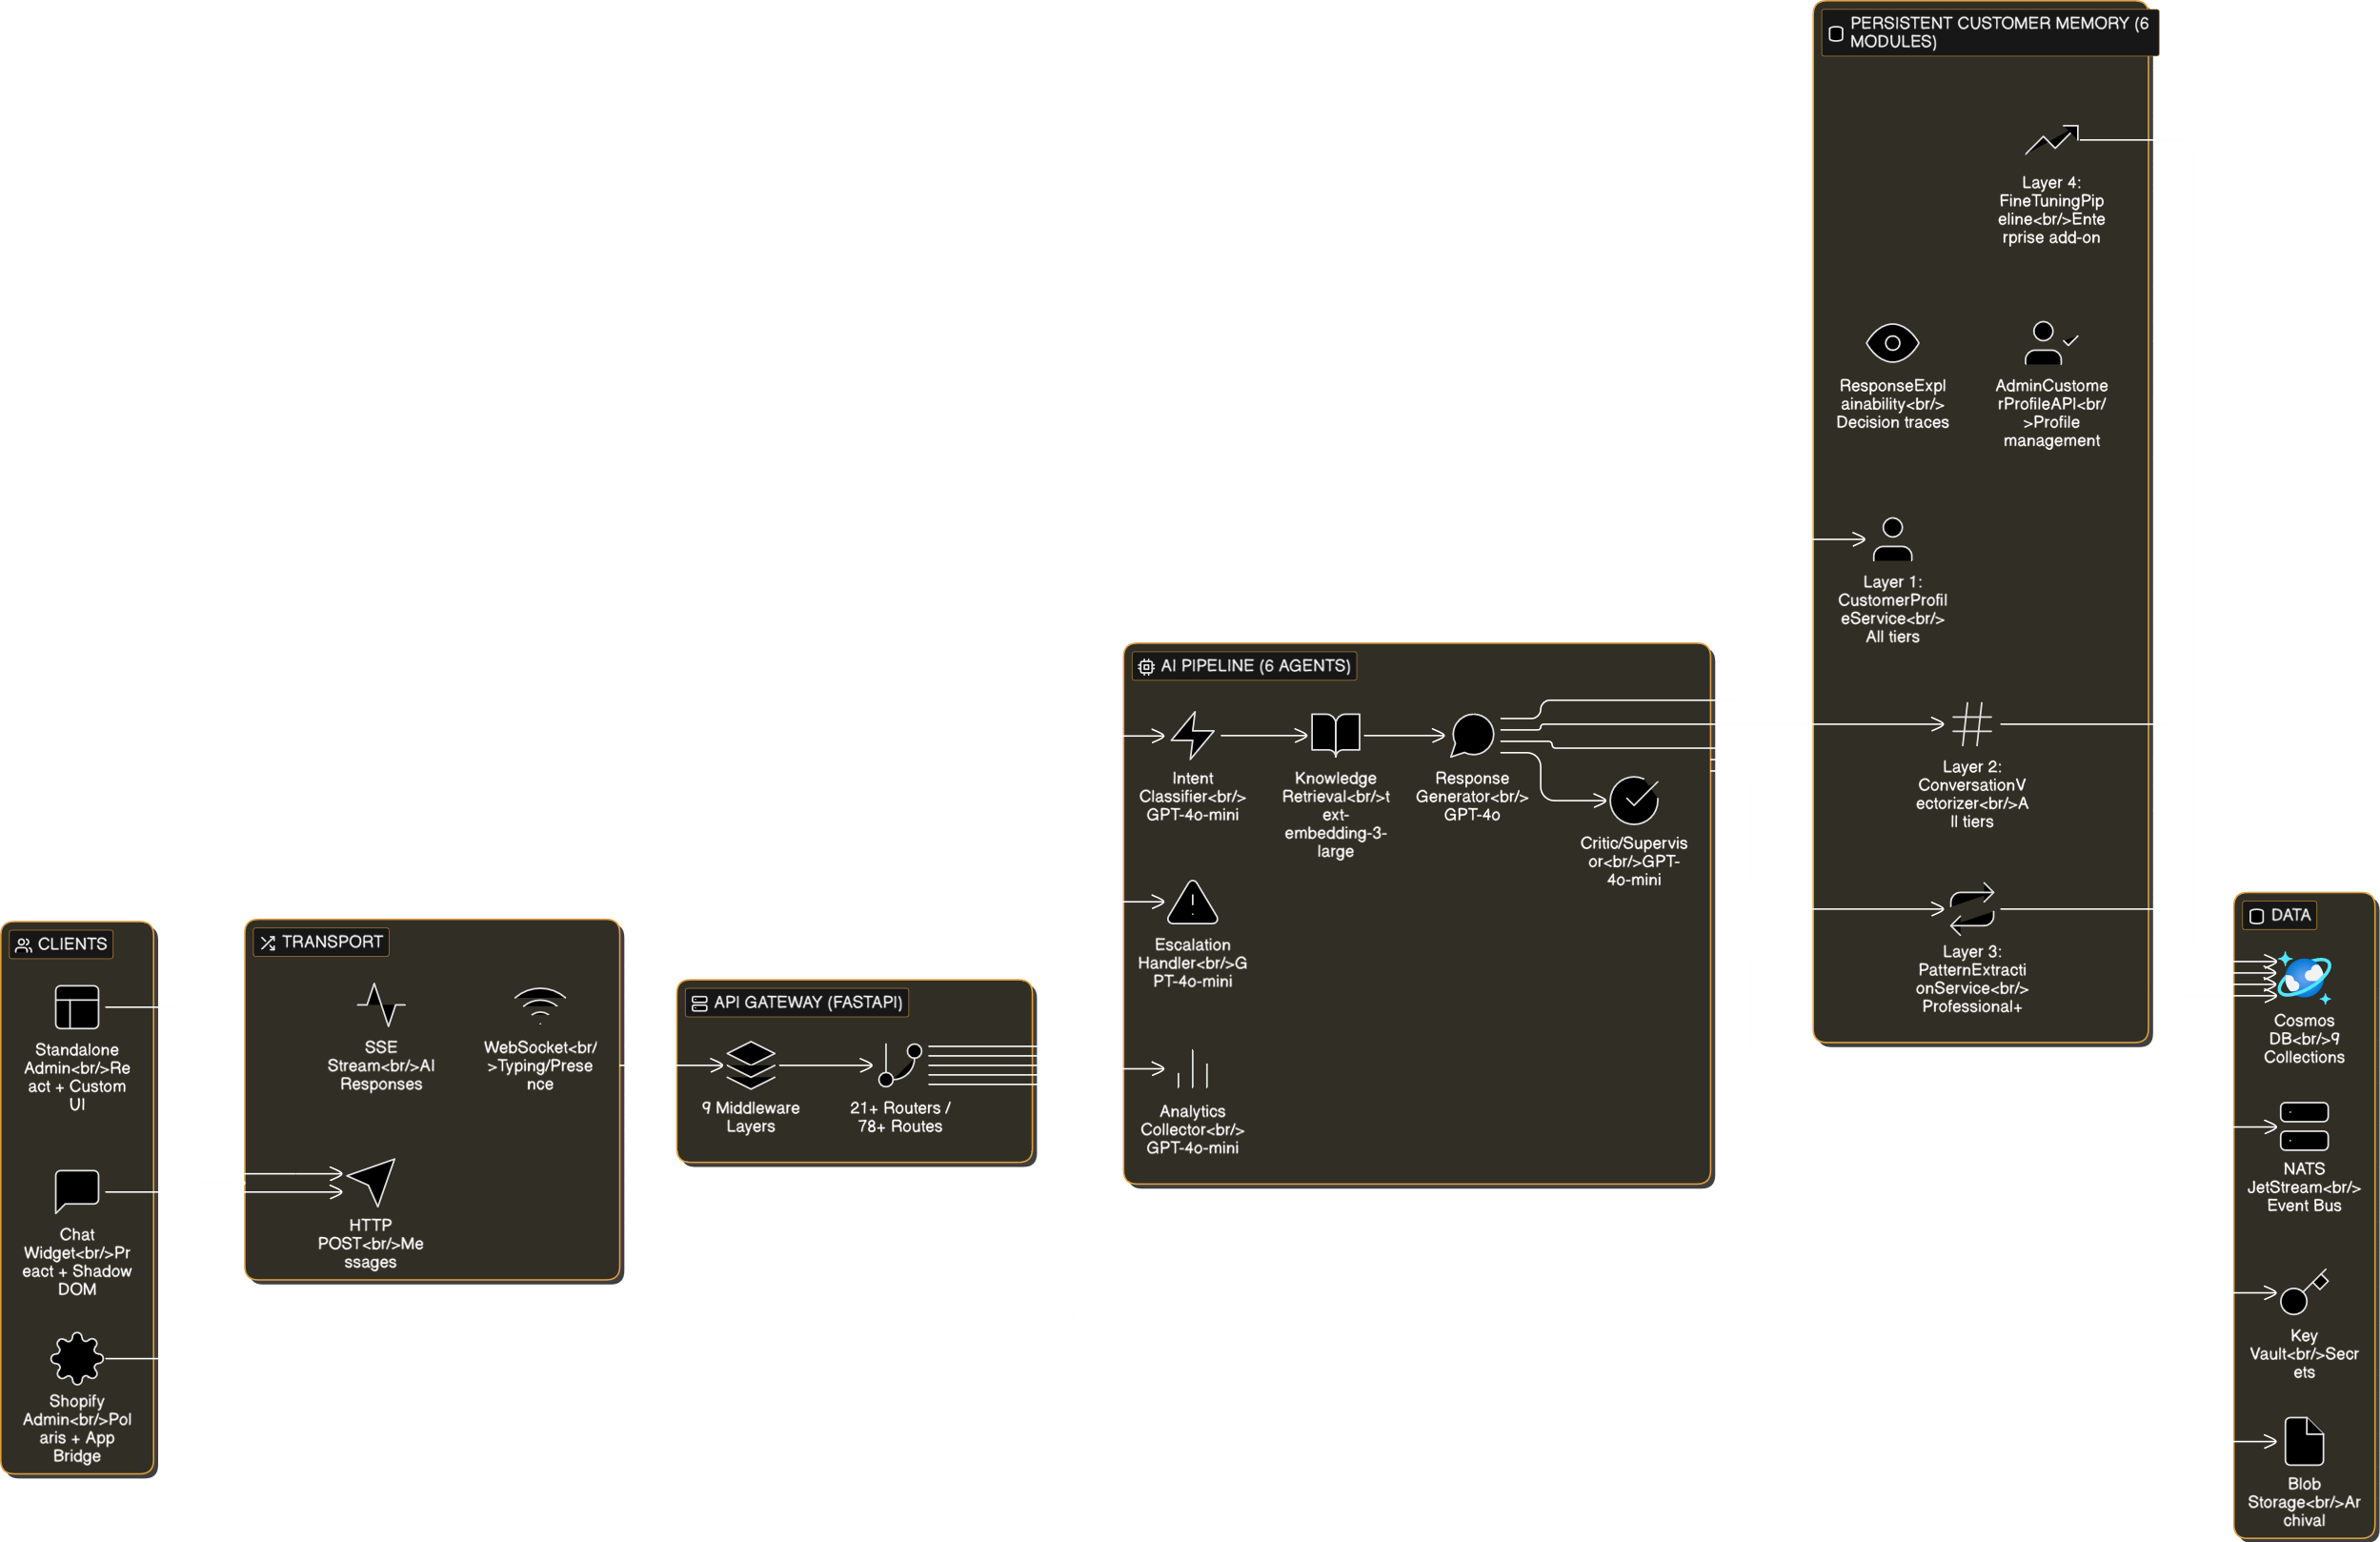 CLIENTS
Standalone
Admin<br/>Re
act + Custom
UI
Chat
Widget<br/>Pr
eact + Shadow
DOM
Shopify
Admin<br/>Pol
aris + App
Bridge
TRANSPORT
SSE
Stream<br/>AI
Responses
WebSocket<br/
>Typing/Prese
nce
HTTP
POST<br/>Me
ssages
API GATEWAY (FASTAPI)
9 Middleware
Layers
21+ Routers /
78+ Routes
AI PIPELINE (6 AGENTS)
Intent
Classifier<br/>
GPT-4o-mini
Knowledge
Retrieval<br/>t
ext-
embedding-3-
large
Response
Generator<br/>
GPT-4o
Critic/Supervis
or<br/>GPT-
4o-mini
Escalation
Handler<br/>G
PT-4o-mini
Analytics
Collector<br/>
GPT-4o-mini
PERSISTENT CUSTOMER MEMORY (6
MODULES)
Layer 4:
FineTuningPip
eline<br/>Ente
rprise add-on
ResponseExpl
ainability<br/>
Decision traces
AdminCustome
rProfileAPI<br/
>Profile
management
Layer 1:
CustomerProfil
eService<br/>
All tiers
Layer 2:
ConversationV
ectorizer<br/>A
ll tiers
Layer 3:
PatternExtracti
onService<br/>
Professional+
DATA
Cosmos
DB<br/>9
Collections
NATS
JetStream<br/>
Event Bus
Key
Vault<br/>Secr
ets
Blob
Storage<br/>Ar
chival